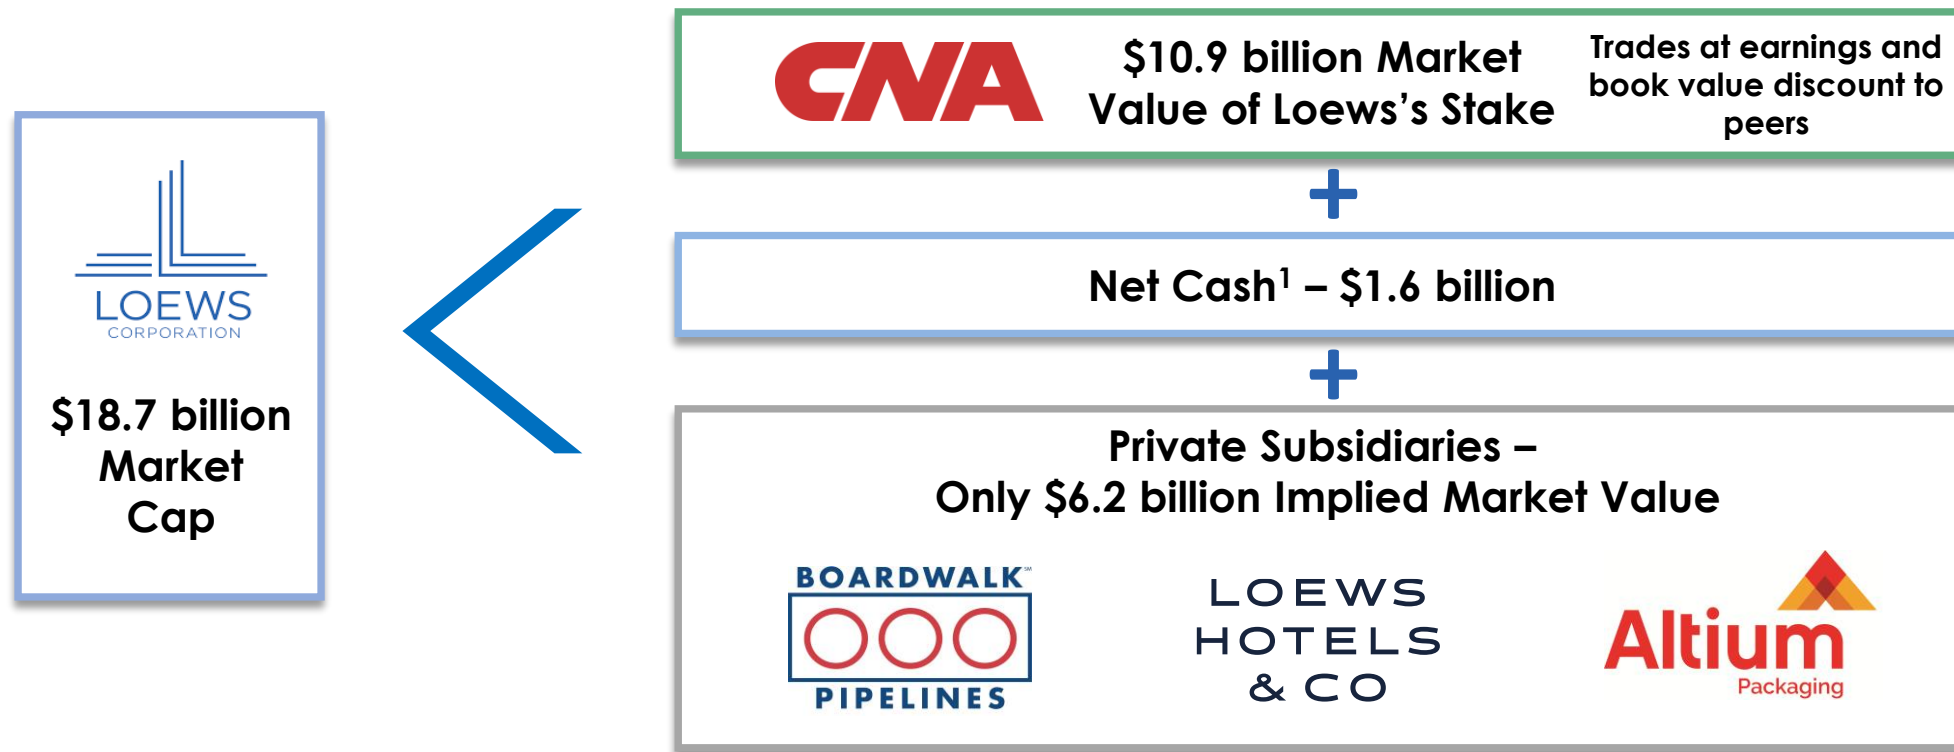 LOEWS
CORPORATION
$18.7 billion
Market
Cap
CNA
$10.9 billion Market
Value of Loews's Stake
Trades at earnings and
book value discount to
peers
+
Net Cash¹ – $1.6 billion
+
Private Subsidiaries –
Only $6.2 billion Implied Market Value
BOARDWALK℠
PIPELINES
LOEWS
HOTELS
& CO
Altium
Packaging